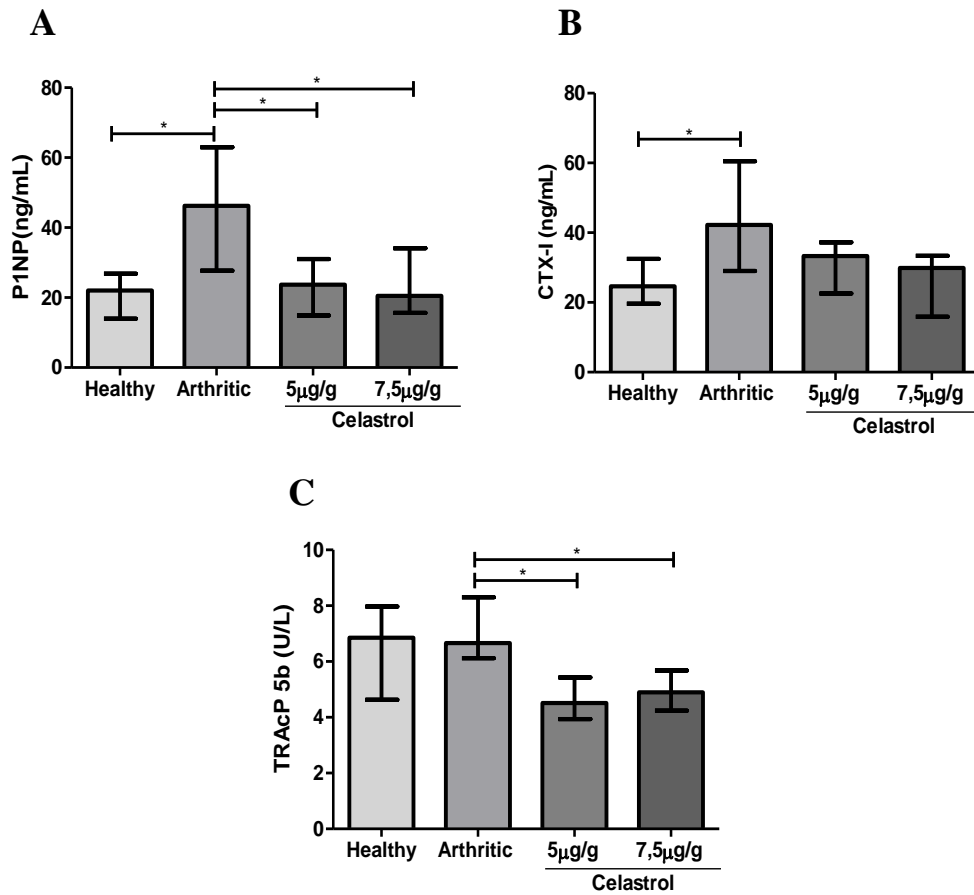 A
P1NP(ng/mL)
80
60
40
20
0
*
*
*
Healthy
Arthritic
5µg/g
7,5µg/g
Celastrol
B
CTX-I (ng/mL)
80
60
40
20
0
*
Healthy
Arthritic
5µg/g
7,5µg/g
Celastrol
C
TRAcP 5b (U/L)
10
8
6
4
2
0
*
*
Healthy
Arthritic
5µg/g
7,5µg/g
Celastrol